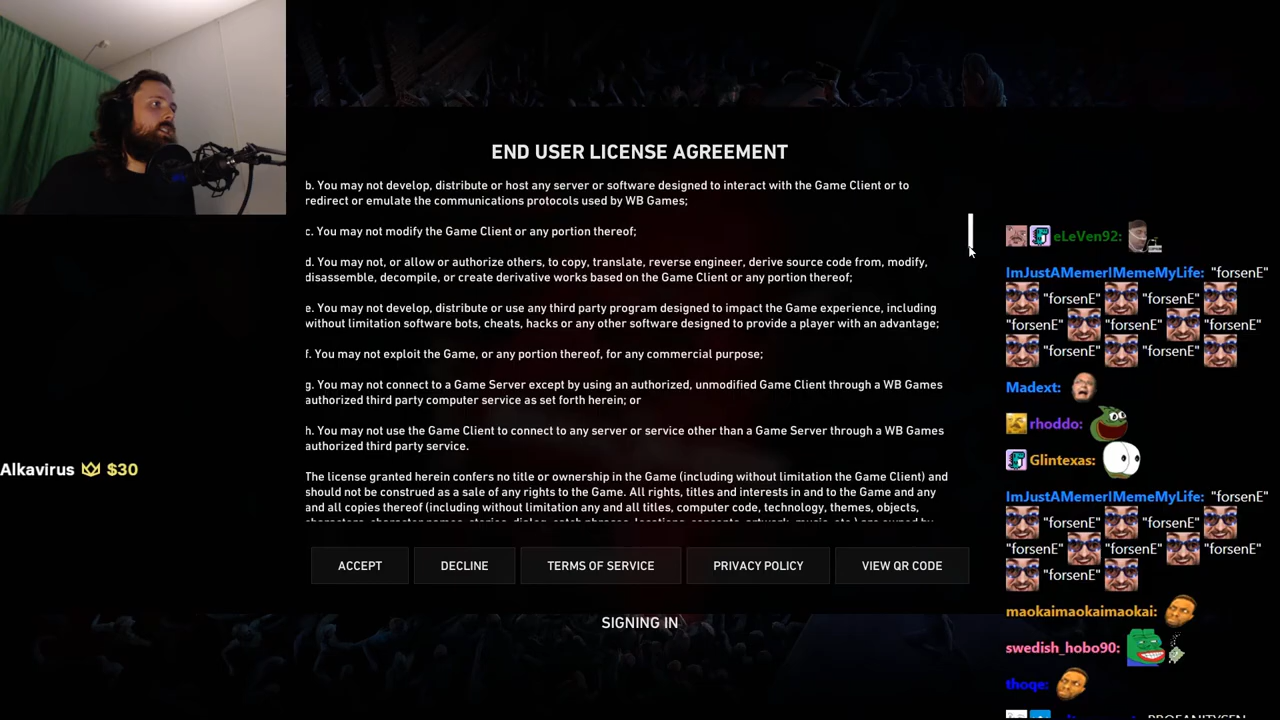 END USER LICENSE AGREEMENT
b. You may not develop, distribute or host any server or software designed to interact with the Game Client or to
redirect or emulate the communications protocols used by WB Games;
c. You may not modify the Game Client or any portion thereof;
d. You may not, or allow or authorize others, to copy, translate, reverse engineer, derive source code from, modify,
disassemble, decompile, or create derivative works based on the Game Client or any portion thereof;
e. You may not develop, distribute or use any third party program designed to impact the Game experience, including
without limitation software bots, cheats, hacks or any other software designed to provide a player with an advantage;
f. You may not exploit the Game, or any portion thereof, for any commercial purpose;
g. You may not connect to a Game Server except by using an authorized, unmodified Game Client through a WB Games
authorized third party computer service as set forth herein; or
h. You may not use the Game Client to connect to any server or service other than a Game Server through a WB Games
authorized third party service.
The license granted herein confers no title or ownership in the Game (including without limitation the Game Client) and
should not be construed as a sale of any rights to the Game. All rights, titles and interests in and to the Game and any
and all copies thereof (including without limitation any and all titles, computer code, technology, themes, objects,
ACCEPT
DECLINE
TERMS OF SERVICE
PRIVACY POLICY
VIEW QR CODE
SIGNING IN
Alkavirus $30
eLeVen92:
ImJustAMemerIMemeMyLife: "forsenE"
"forsenE" "forsenE"
"forsenE" "forsenE" "forsenE"
"forsenE" "forsenE"
Madext:
rhoddo:
Glintexas:
ImJustAMemerIMemeMyLife: "forsenE"
"forsenE" "forsenE"
"forsenE" "forsenE" "forsenE"
"forsenE"
maokaimaokaimaokai:
swedish_hobo90:
thoqe: